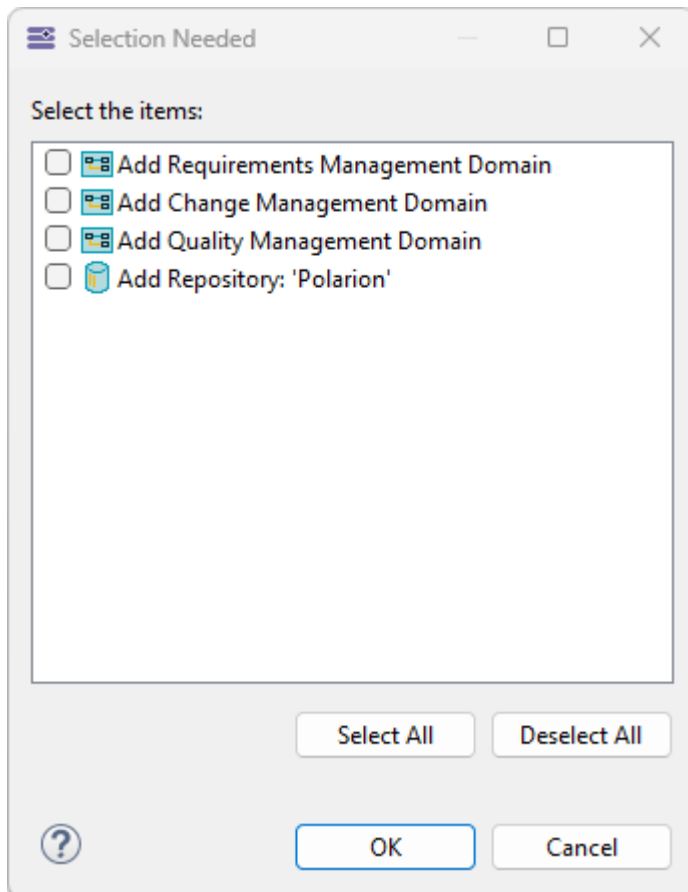 Selection Needed
Select the items:
Add Requirements Management Domain
Add Change Management Domain
Add Quality Management Domain
Add Repository: 'Polarion'
Select All Deselect All
? OK Cancel